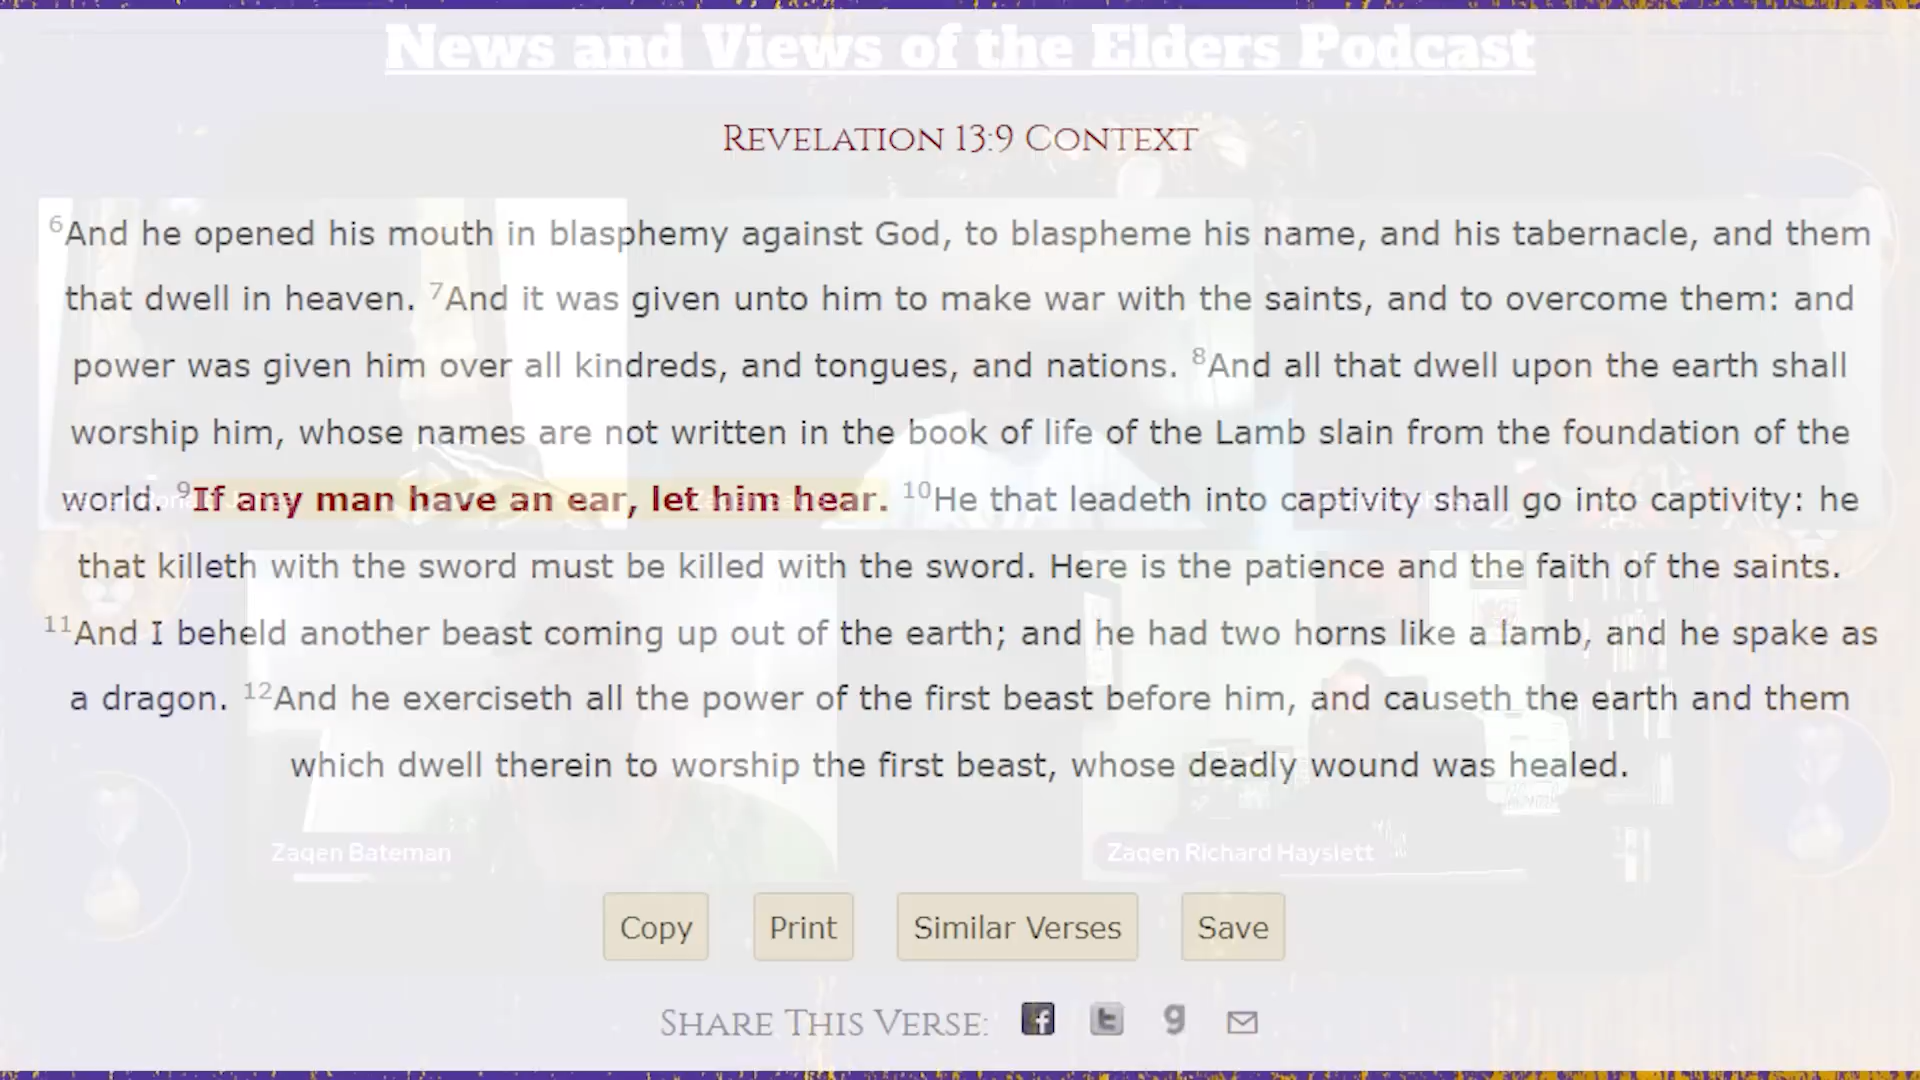 News and Views of the Elders Podcast
Revelation 13:9 Context
6And he opened his mouth in blasphemy against God, to blaspheme his name, and his tabernacle, and them
that dwell in heaven. 7And it was given unto him to make war with the saints, and to overcome them: and
power was given him over all kindreds, and tongues, and nations. 8And all that dwell upon the earth shall
worship him, whose names are not written in the book of life of the Lamb slain from the foundation of the
world. 9If any man have an ear, let him hear. 10He that leadeth into captivity shall go into captivity: he
that killeth with the sword must be killed with the sword. Here is the patience and the faith of the saints.
11And I beheld another beast coming up out of the earth; and he had two horns like a lamb, and he spake as
a dragon. 12And he exerciseth all the power of the first beast before him, and causeth the earth and them
which dwell therein to worship the first beast, whose deadly wound was healed.
Zaqen Bateman
Zaqen Richard Hayslett
Copy Print Similar Verses Save
Share This Verse: